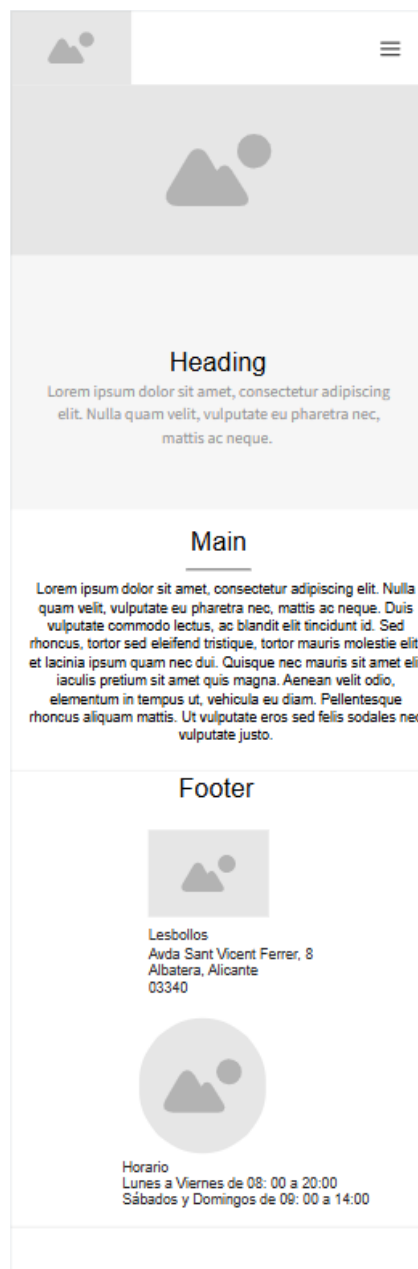 Heading
Lorem ipsum dolor sit amet, consectetur adipiscing
elit. Nulla quam velit, vulputate eu pharetra nec,
mattis ac neque.
Main
Lorem ipsum dolor sit amet, consectetur adipiscing elit. Nulla
quam velit, vulputate eu pharetra nec, mattis ac neque. Duis
vulputate commodo lectus, ac blandit elit tincidunt id. Sed
rhoncus, tortor sed eleifend tristique, tortor mauris molestie elit
et lacinia ipsum quam nec dui. Quisque nec mauris sit amet eli
iaculis pretium sit amet quis magna. Aenean velit odio,
elementum in tempus ut, vehicula eu diam. Pellentesque
rhoncus aliquam mattis. Ut vulputate eros sed felis sodales nec
vulputate justo.
Footer
Lesbollos
Avda Sant Vicent Ferrer, 8
Albatera, Alicante
03340
Horario
Lunes a Viernes de 08: 00 a 20:00
Sábados y Domingos de 09: 00 a 14:00